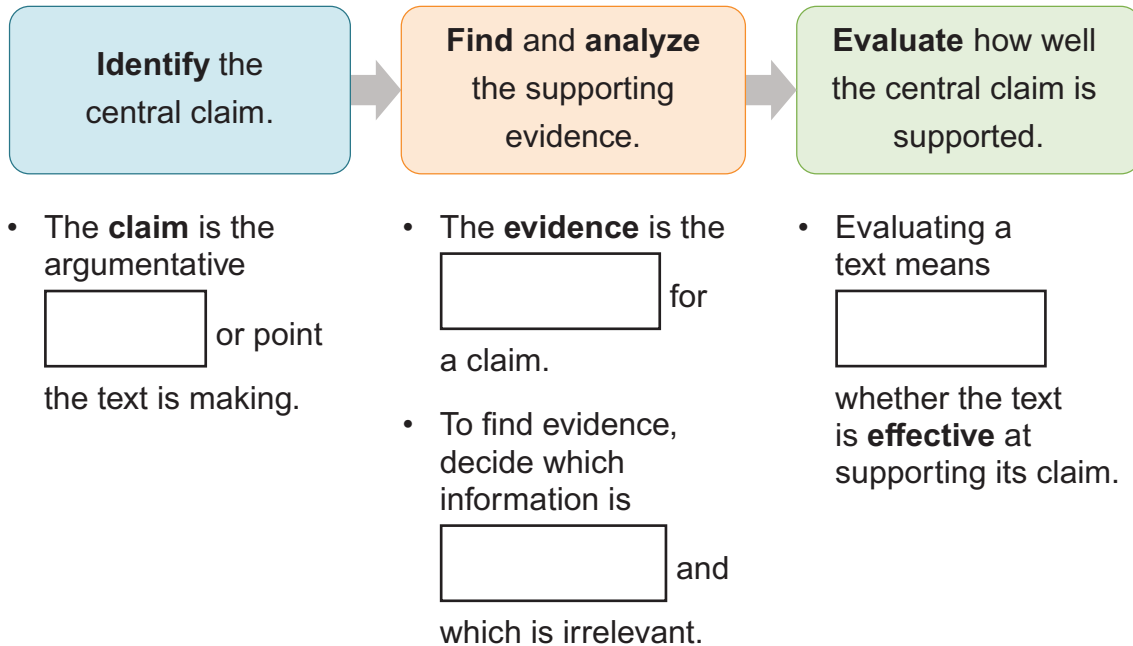 Identify the
central claim.
Find and analyze
the supporting
evidence.
Evaluate how well
the central claim is
supported.
• The claim is the
argumentative
or point
the text is making.
• The evidence is the
for
a claim.
• To find evidence,
decide which
information is
and
which is irrelevant.
• Evaluating a
text means
whether the text
is effective at
supporting its claim.